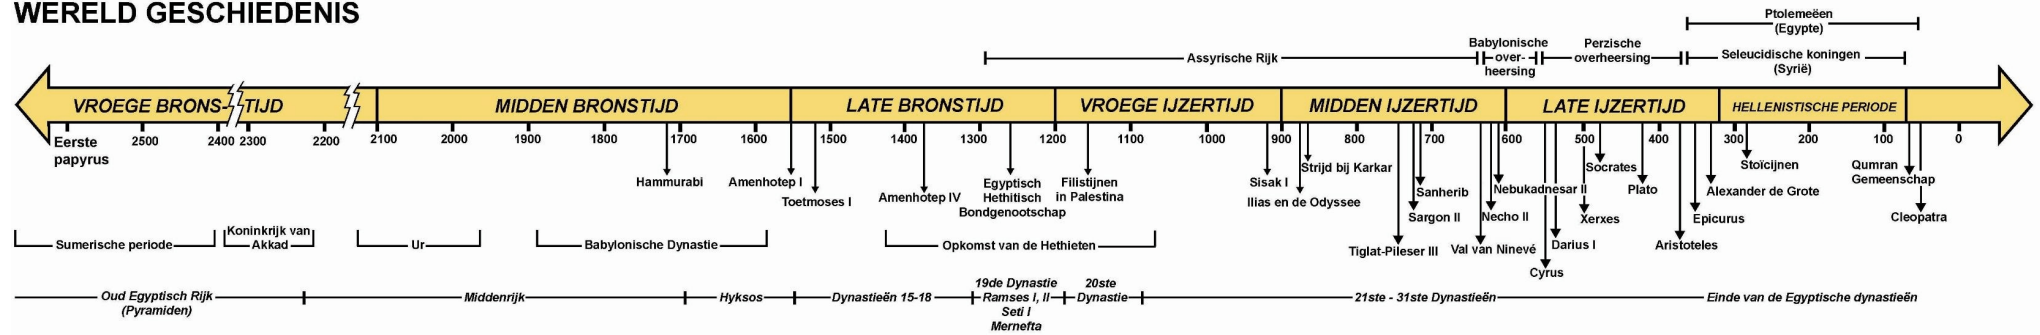 WERELD GESCHIEDENIS
Ptolemeëen
(Egypte)
Assyrische Rijk
Babylonische
over-
heersing
Perzische
overheersing
Seleucidische koningen
(Syrië)
VROEGE BRONS- TIJD
MIDDEN BRONSTIJD
LATE BRONSTIJD
VROEGE IJZERTIJD
MIDDEN IJZERTIJD
LATE IJZERTIJD
HELLENISTISCHE PERIODE
Eerste
papyrus
2500 2400 2300 2200 2100 2000 1900 1800 1700 1600 1500 1400 1300 1200 1100 1000 900 800 700 600 500 400 300 200 100 0
Hammurabi
Amenhotep I
Toetmoses I
Amenhotep IV
Egyptisch
Hethitisch
Bondgenootschap
Filistijnen
in Palestina
Sisak I
Ilias en de Odyssee
Strijd bij Karkar
Tiglat-Pileser III
Sargon II
Sanherib
Val van Ninevé
Necho II
Nebukadnesar II
Cyrus
Darius I
Xerxes
Socrates
Plato
Aristoteles
Epicurus
Alexander de Grote
Stoïcijnen
Qumran
Gemeenschap
Cleopatra
Sumerische periode
Koninkrijk van
Akkad
Ur
Babylonische Dynastie
Opkomst van de Hethieten
Oud Egyptisch Rijk
(Pyramiden)
Middenrijk
Hyksos
Dynastieën 15-18
19de Dynastie
Ramses I, II
Seti I
Mernefta
20ste
Dynastie
21ste - 31ste Dynastieën
Einde van de Egyptische dynastieën